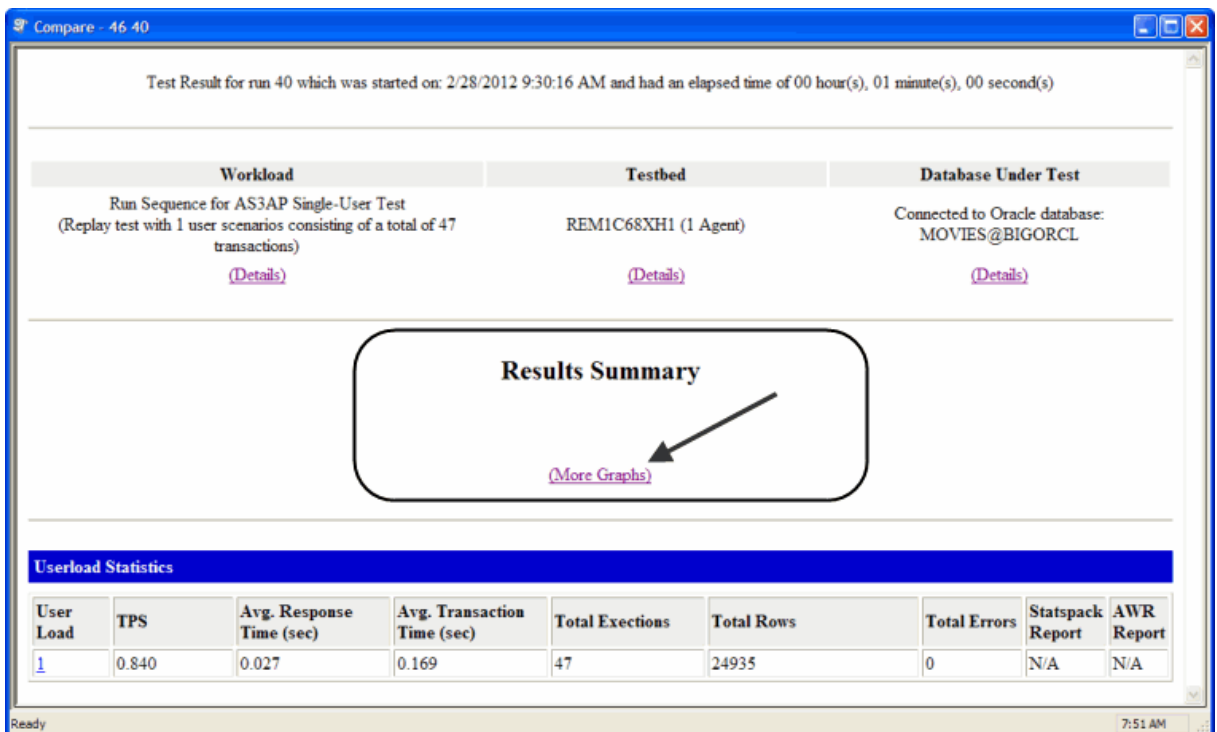 Compare - 46 40
Test Result for run 40 which was started on: 2/28/2012 9:30:16 AM and had an elapsed time of 00 hour(s), 01 minute(s), 00 second(s)
Workload Testbed Database Under Test
Run Sequence for AS3AP Single-User Test
(Replay test with 1 user scenarios consisting of a total of 47
transactions)
REM1C68XH1 (1 Agent)
Connected to Oracle database:
MOVIES@BIGORCL
(Details) (Details) (Details)
Results Summary
(More Graphs)
Userload Statistics
User Load TPS Avg. Response Time (sec) Avg. Transaction Time (sec) Total Exections Total Rows Total Errors Statspack Report AWR Report
1 0.840 0.027 0.169 47 24935 0 N/A N/A
Ready 7:51 AM